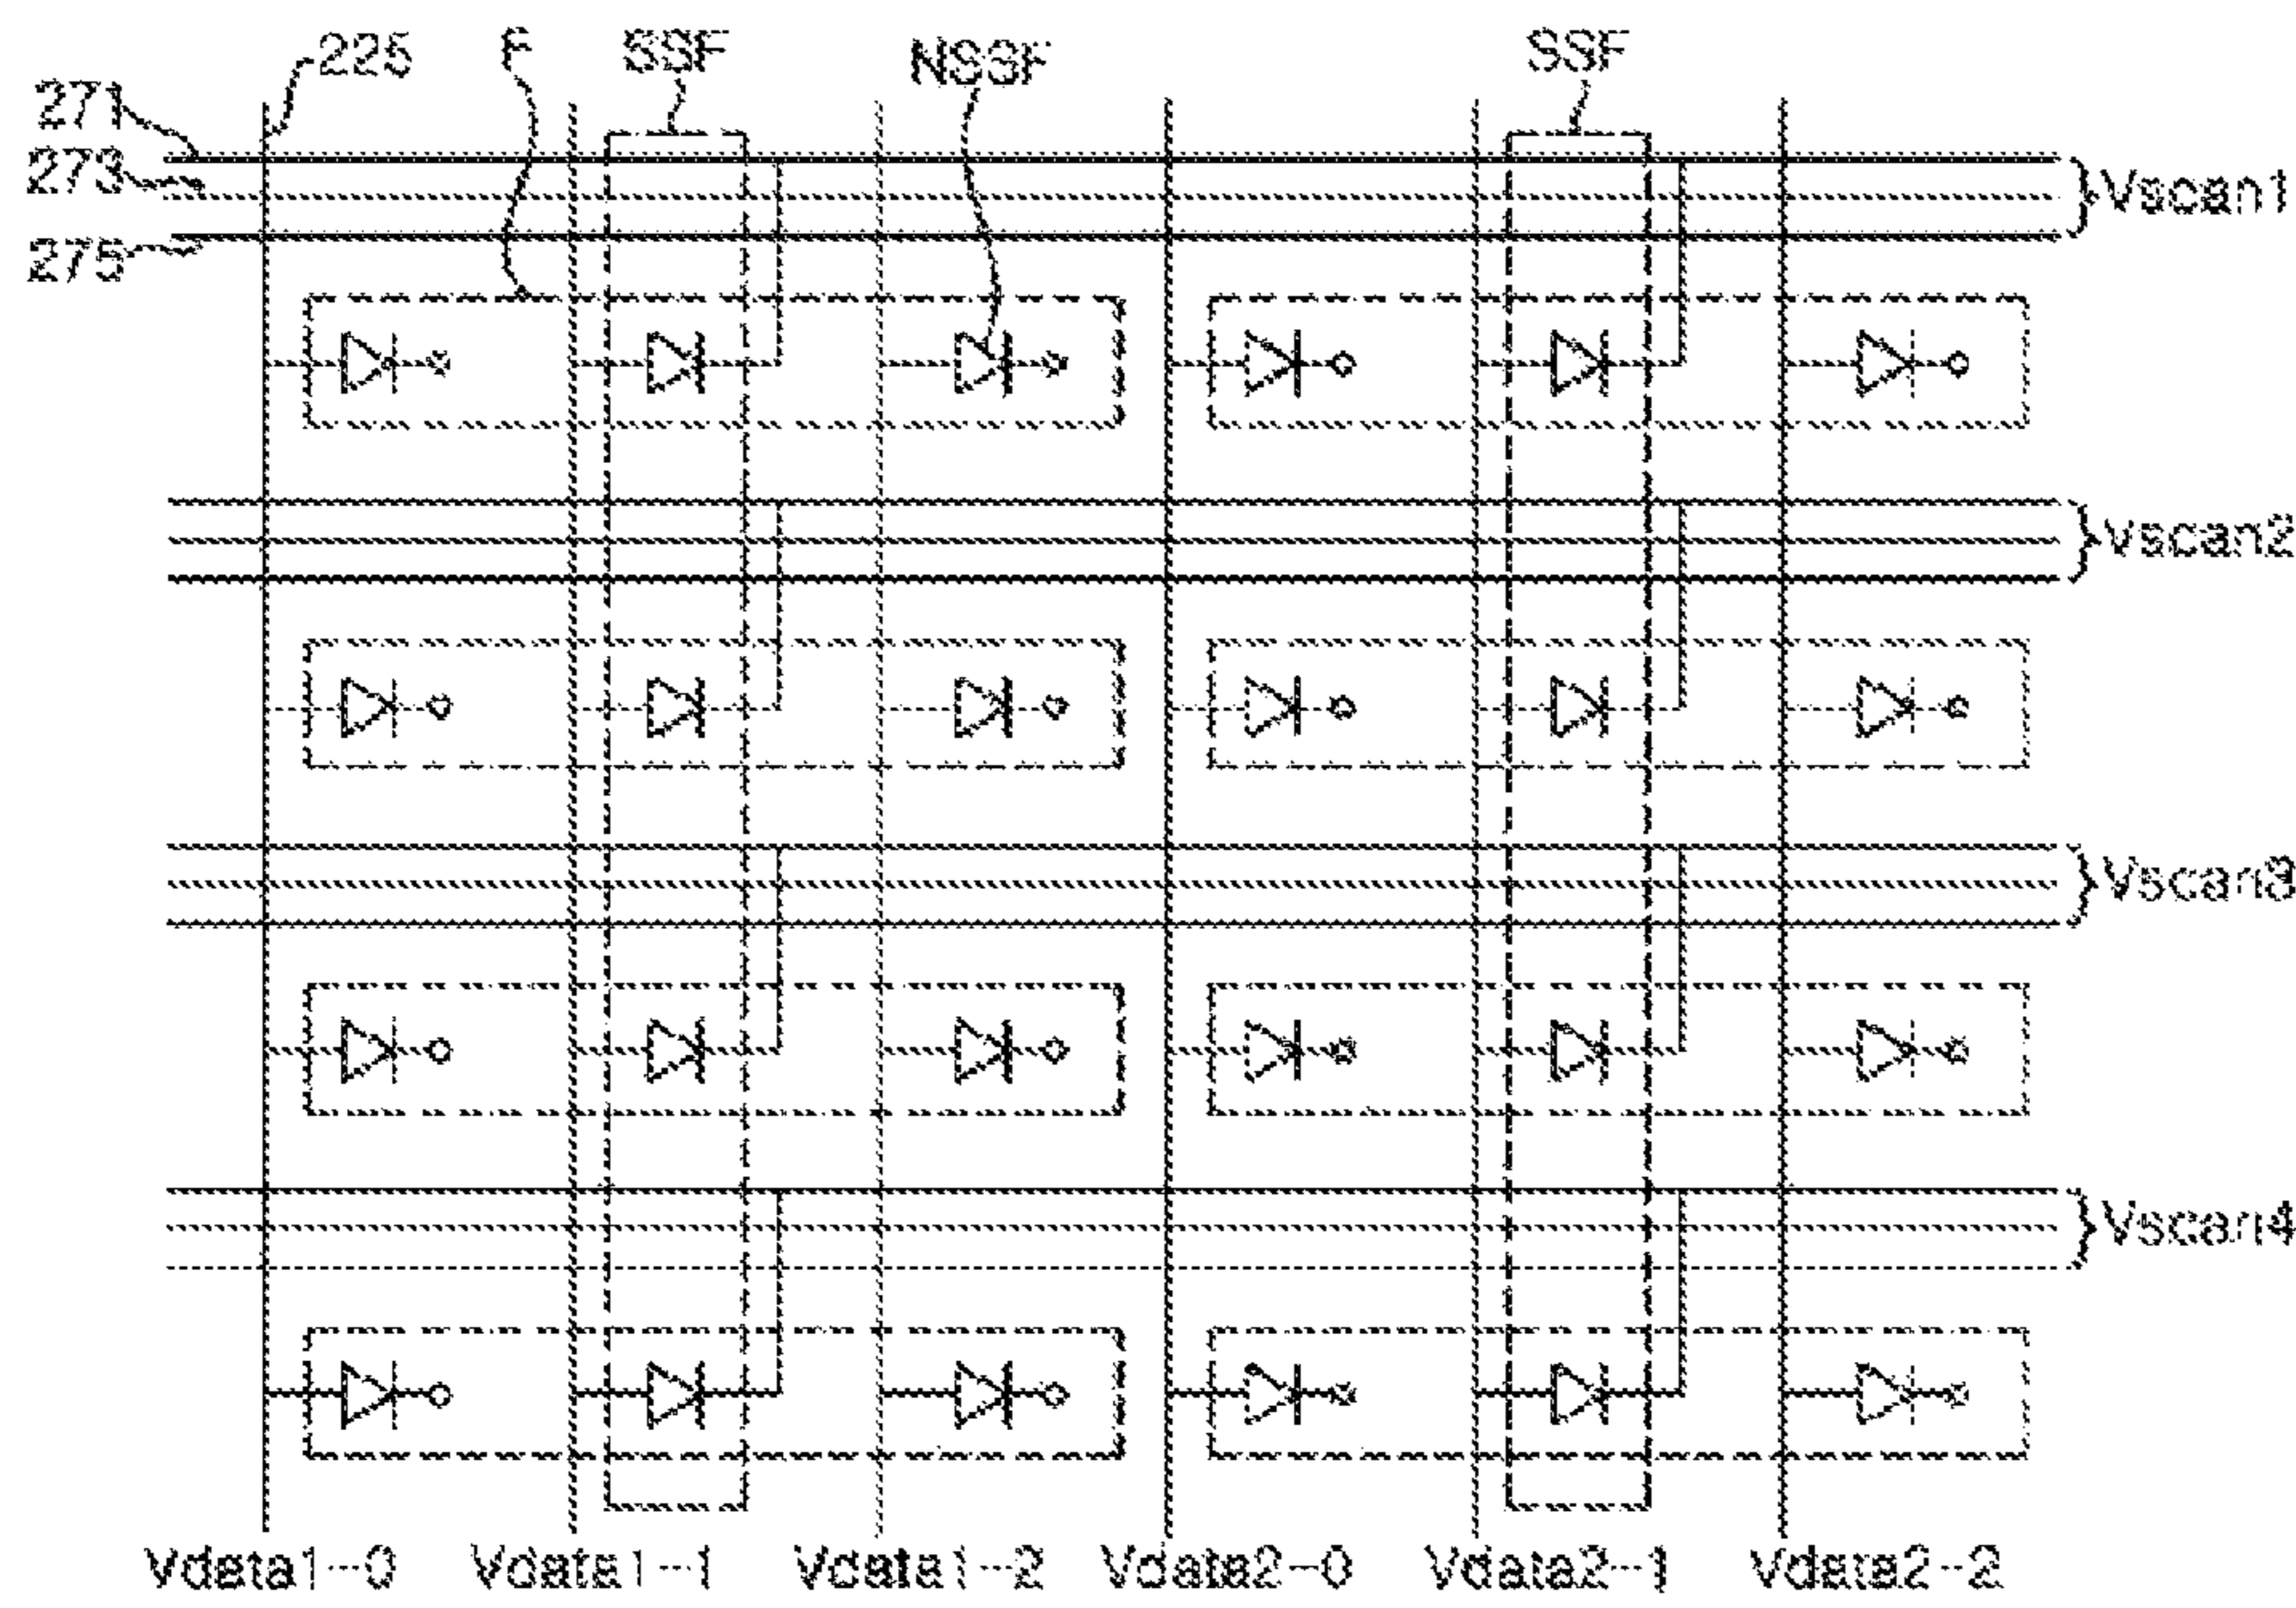 225
F
SSF
NSSF
SSF
271
273
275
Vscan1
Vscan2
Vscan3
Vscan4
Vdata1-0
Vdata1-1
Vdata1-2
Vdata2-0
Vdata2-1
Vdata2-2